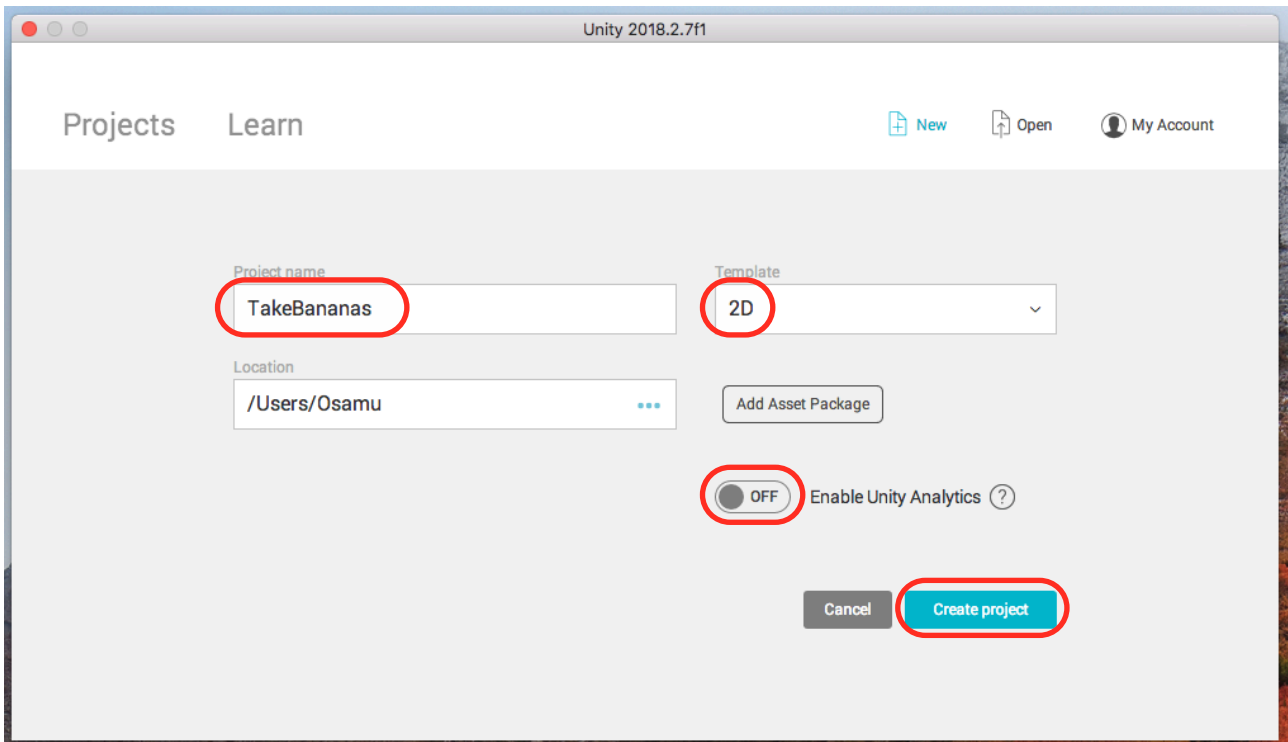 Unity 2018.2.7f1
Projects Learn New Open My Account
Project name Template
TakeBananas 2D
Location
/Users/Osamu Add Asset Package
OFF Enable Unity Analytics ?
Cancel Create project